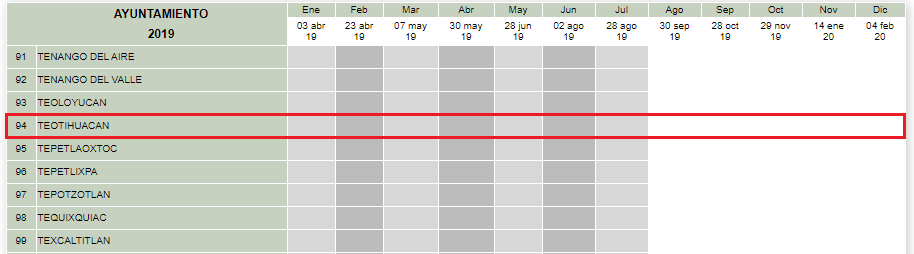 AYUNTAMIENTO
2019
Ene Feb Mar Abr May Jun Jul Ago Sep Oct Nov Dic
03 abr 19 23 abr 19 07 may 19 30 may 19 28 jun 19 02 ago 19 28 ago 19 30 sep 19 28 oct 19 29 nov 19 14 ene 20 04 feb 20
91 TENANGO DEL AIRE
92 TENANGO DEL VALLE
93 TEOLOYUCAN
94 TEOTIHUACAN
95 TEPETLAOXTOC
96 TEPETLIXPA
97 TEPOTZOTLAN
98 TEQUIXQUIAC
99 TEXCALTITLAN